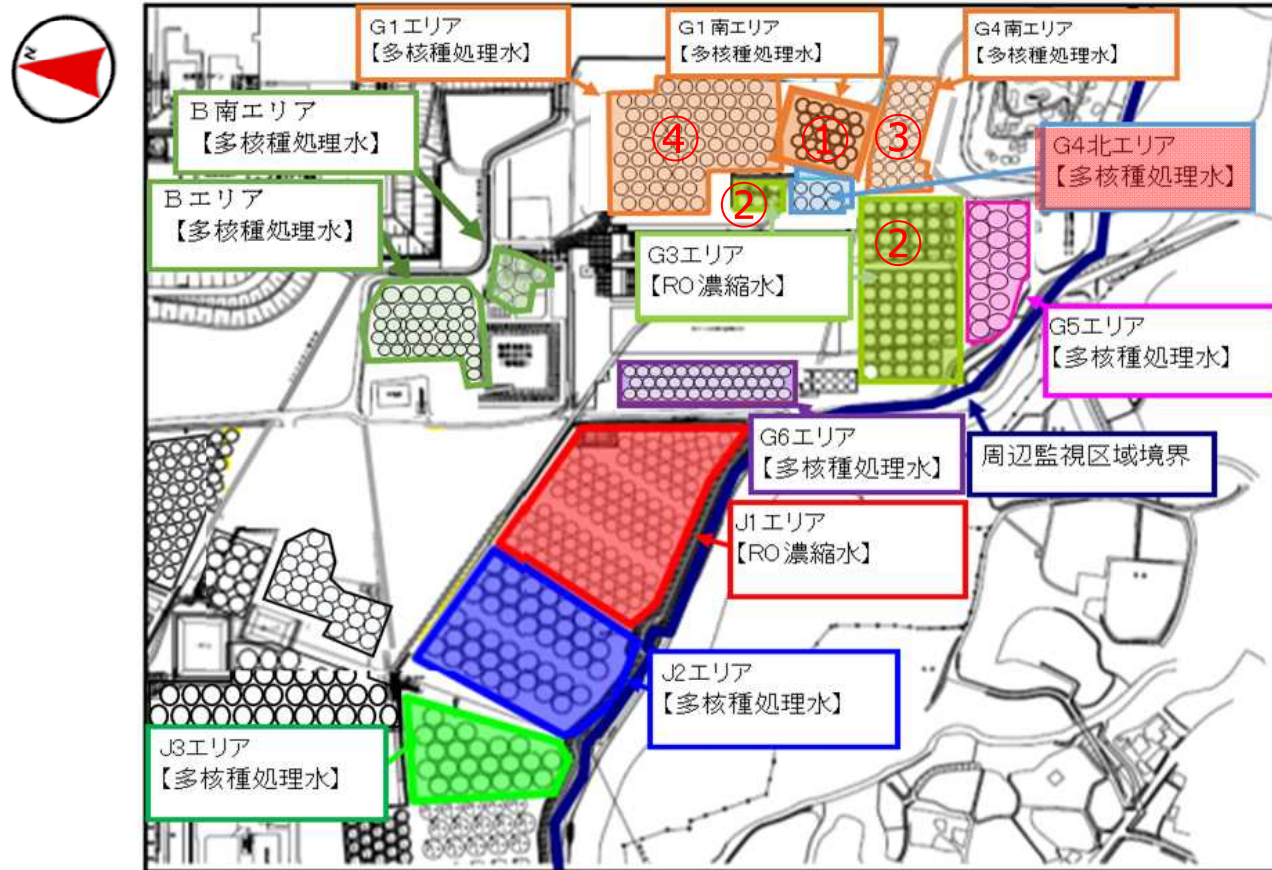 N
G1エリア
【多核種処理水】
G1南エリア
【多核種処理水】
G4南エリア
【多核種処理水】
B南エリア
【多核種処理水】
Bエリア
【多核種処理水】
④
①
③
②
②
G4北エリア
【多核種処理水】
G3エリア
【RO濃縮水】
G5エリア
【多核種処理水】
G6エリア
【多核種処理水】
周辺監視区域境界
J1エリア
【RO濃縮水】
J2エリア
【多核種処理水】
J3エリア
【多核種処理水】